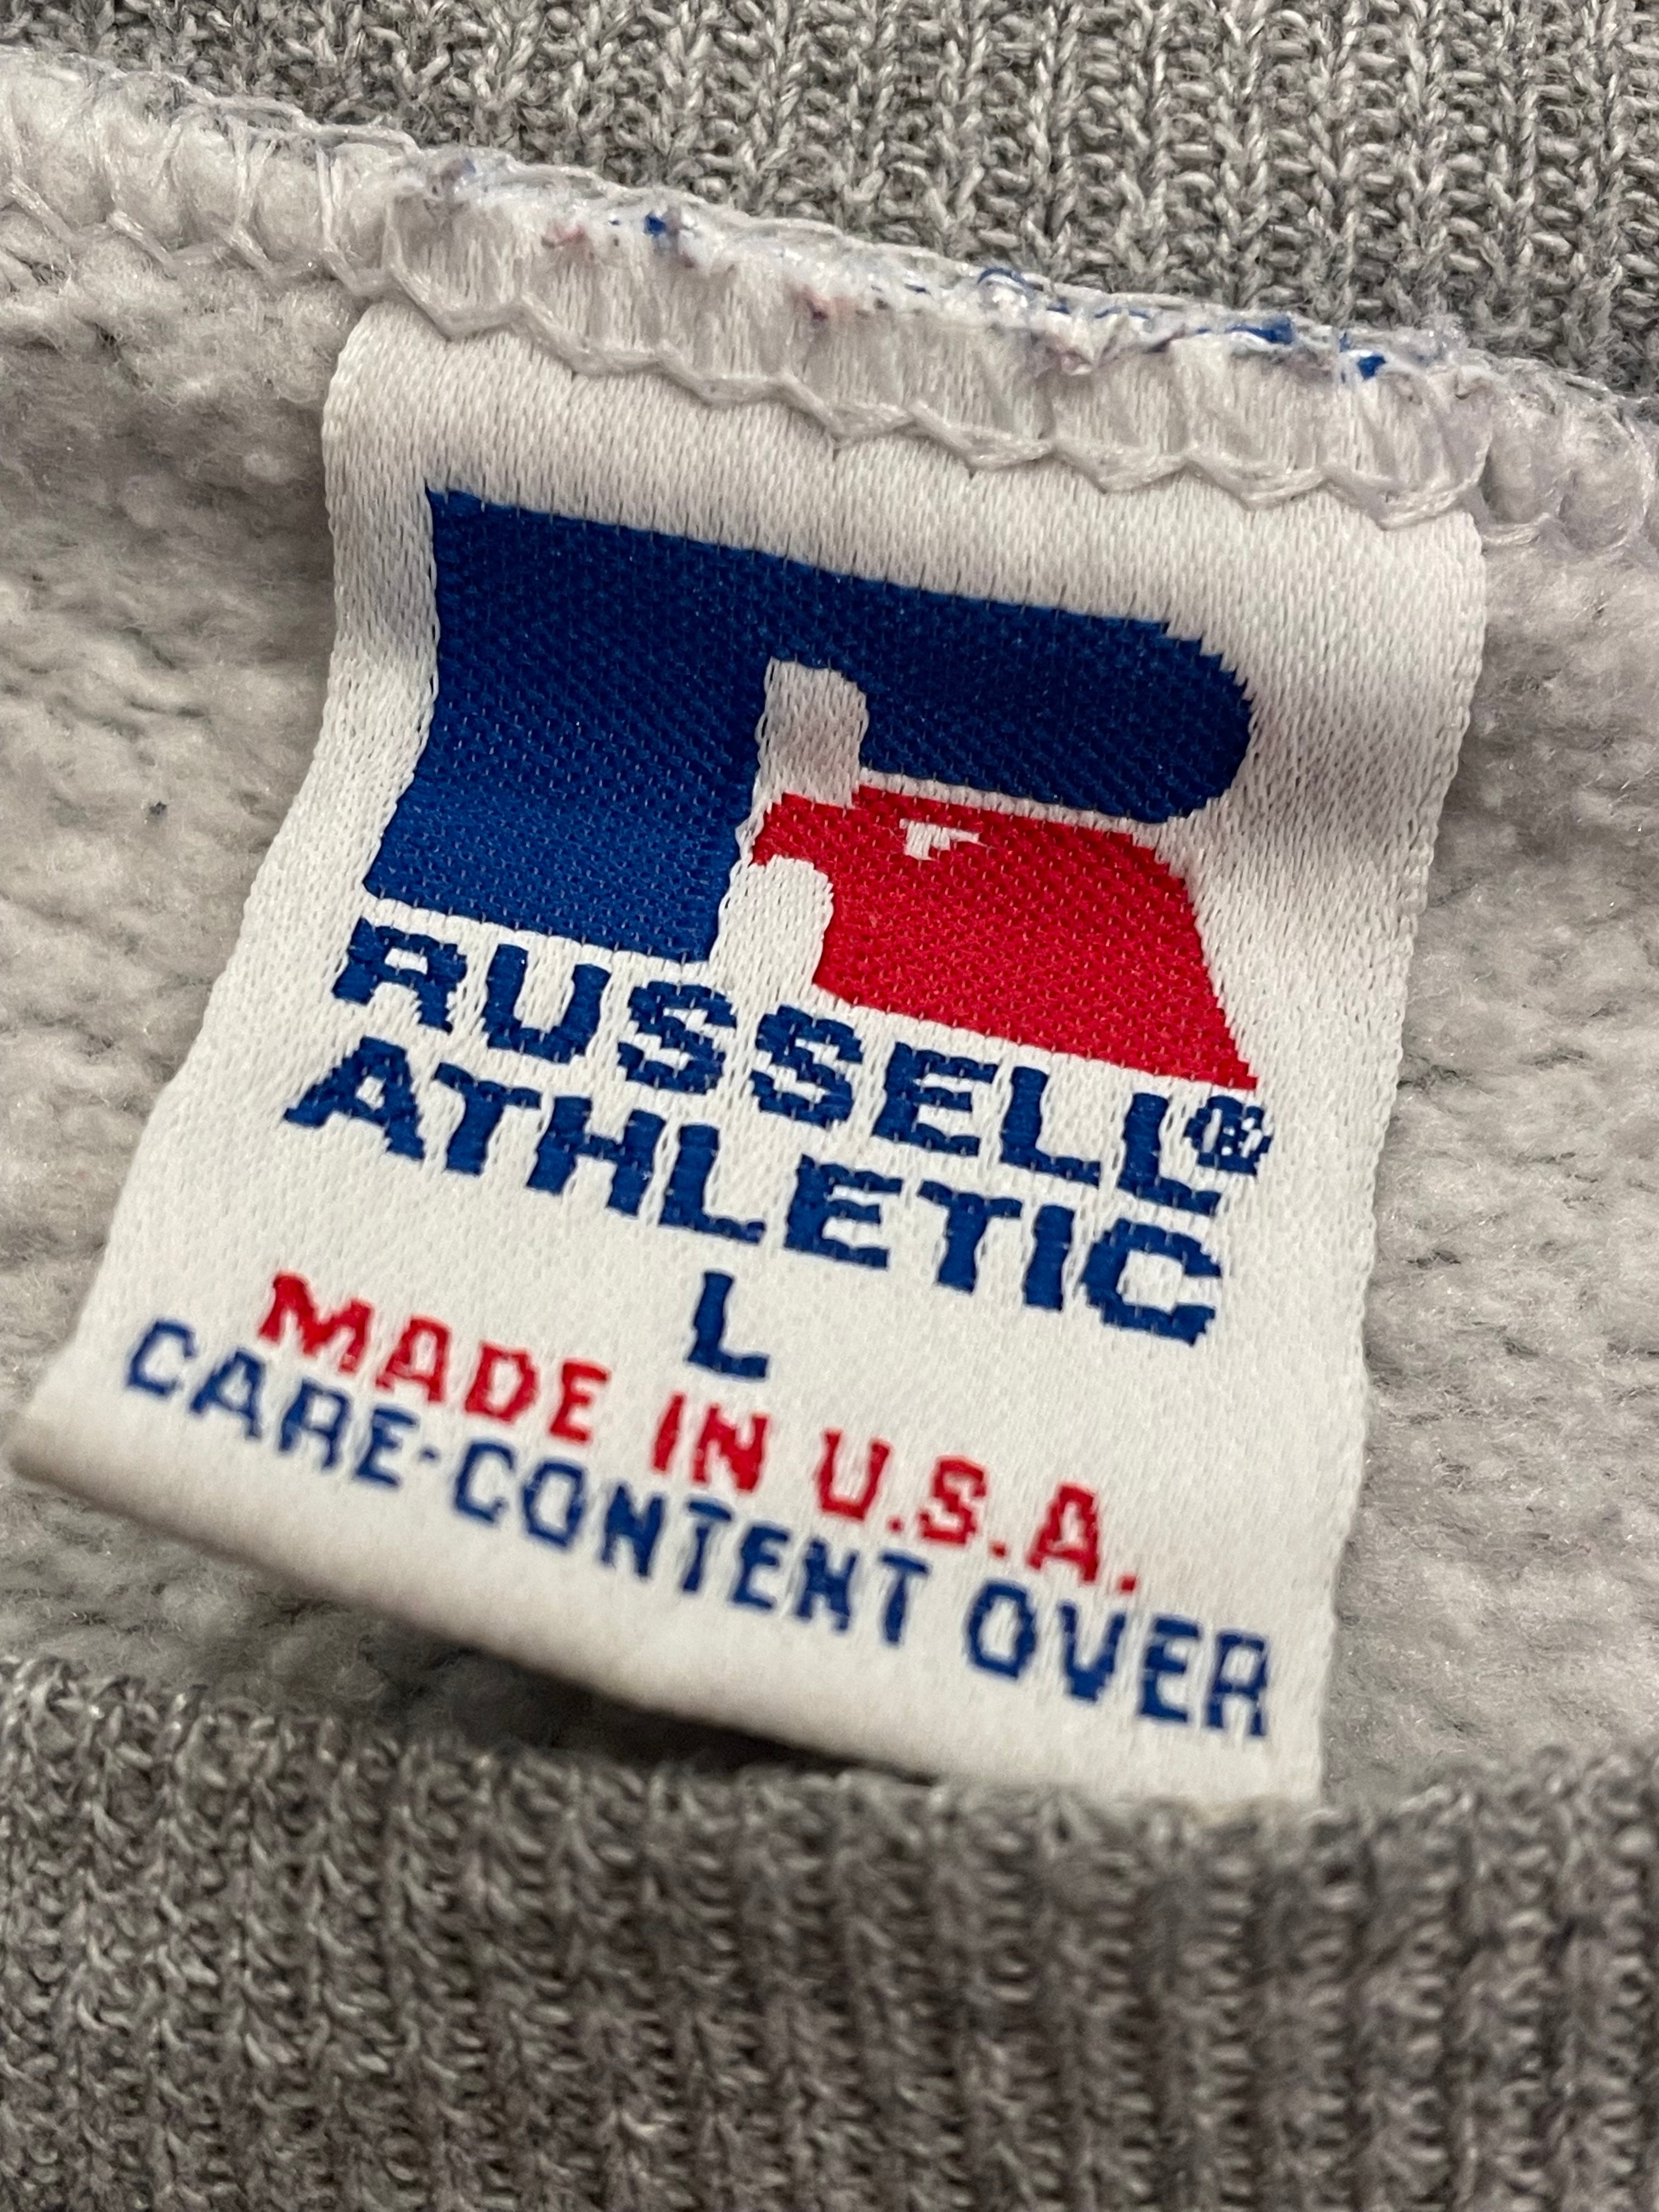 RUSSELL®
ATHLETIC
L
MADE IN U.S.A.
CARE-CONTENT OVER